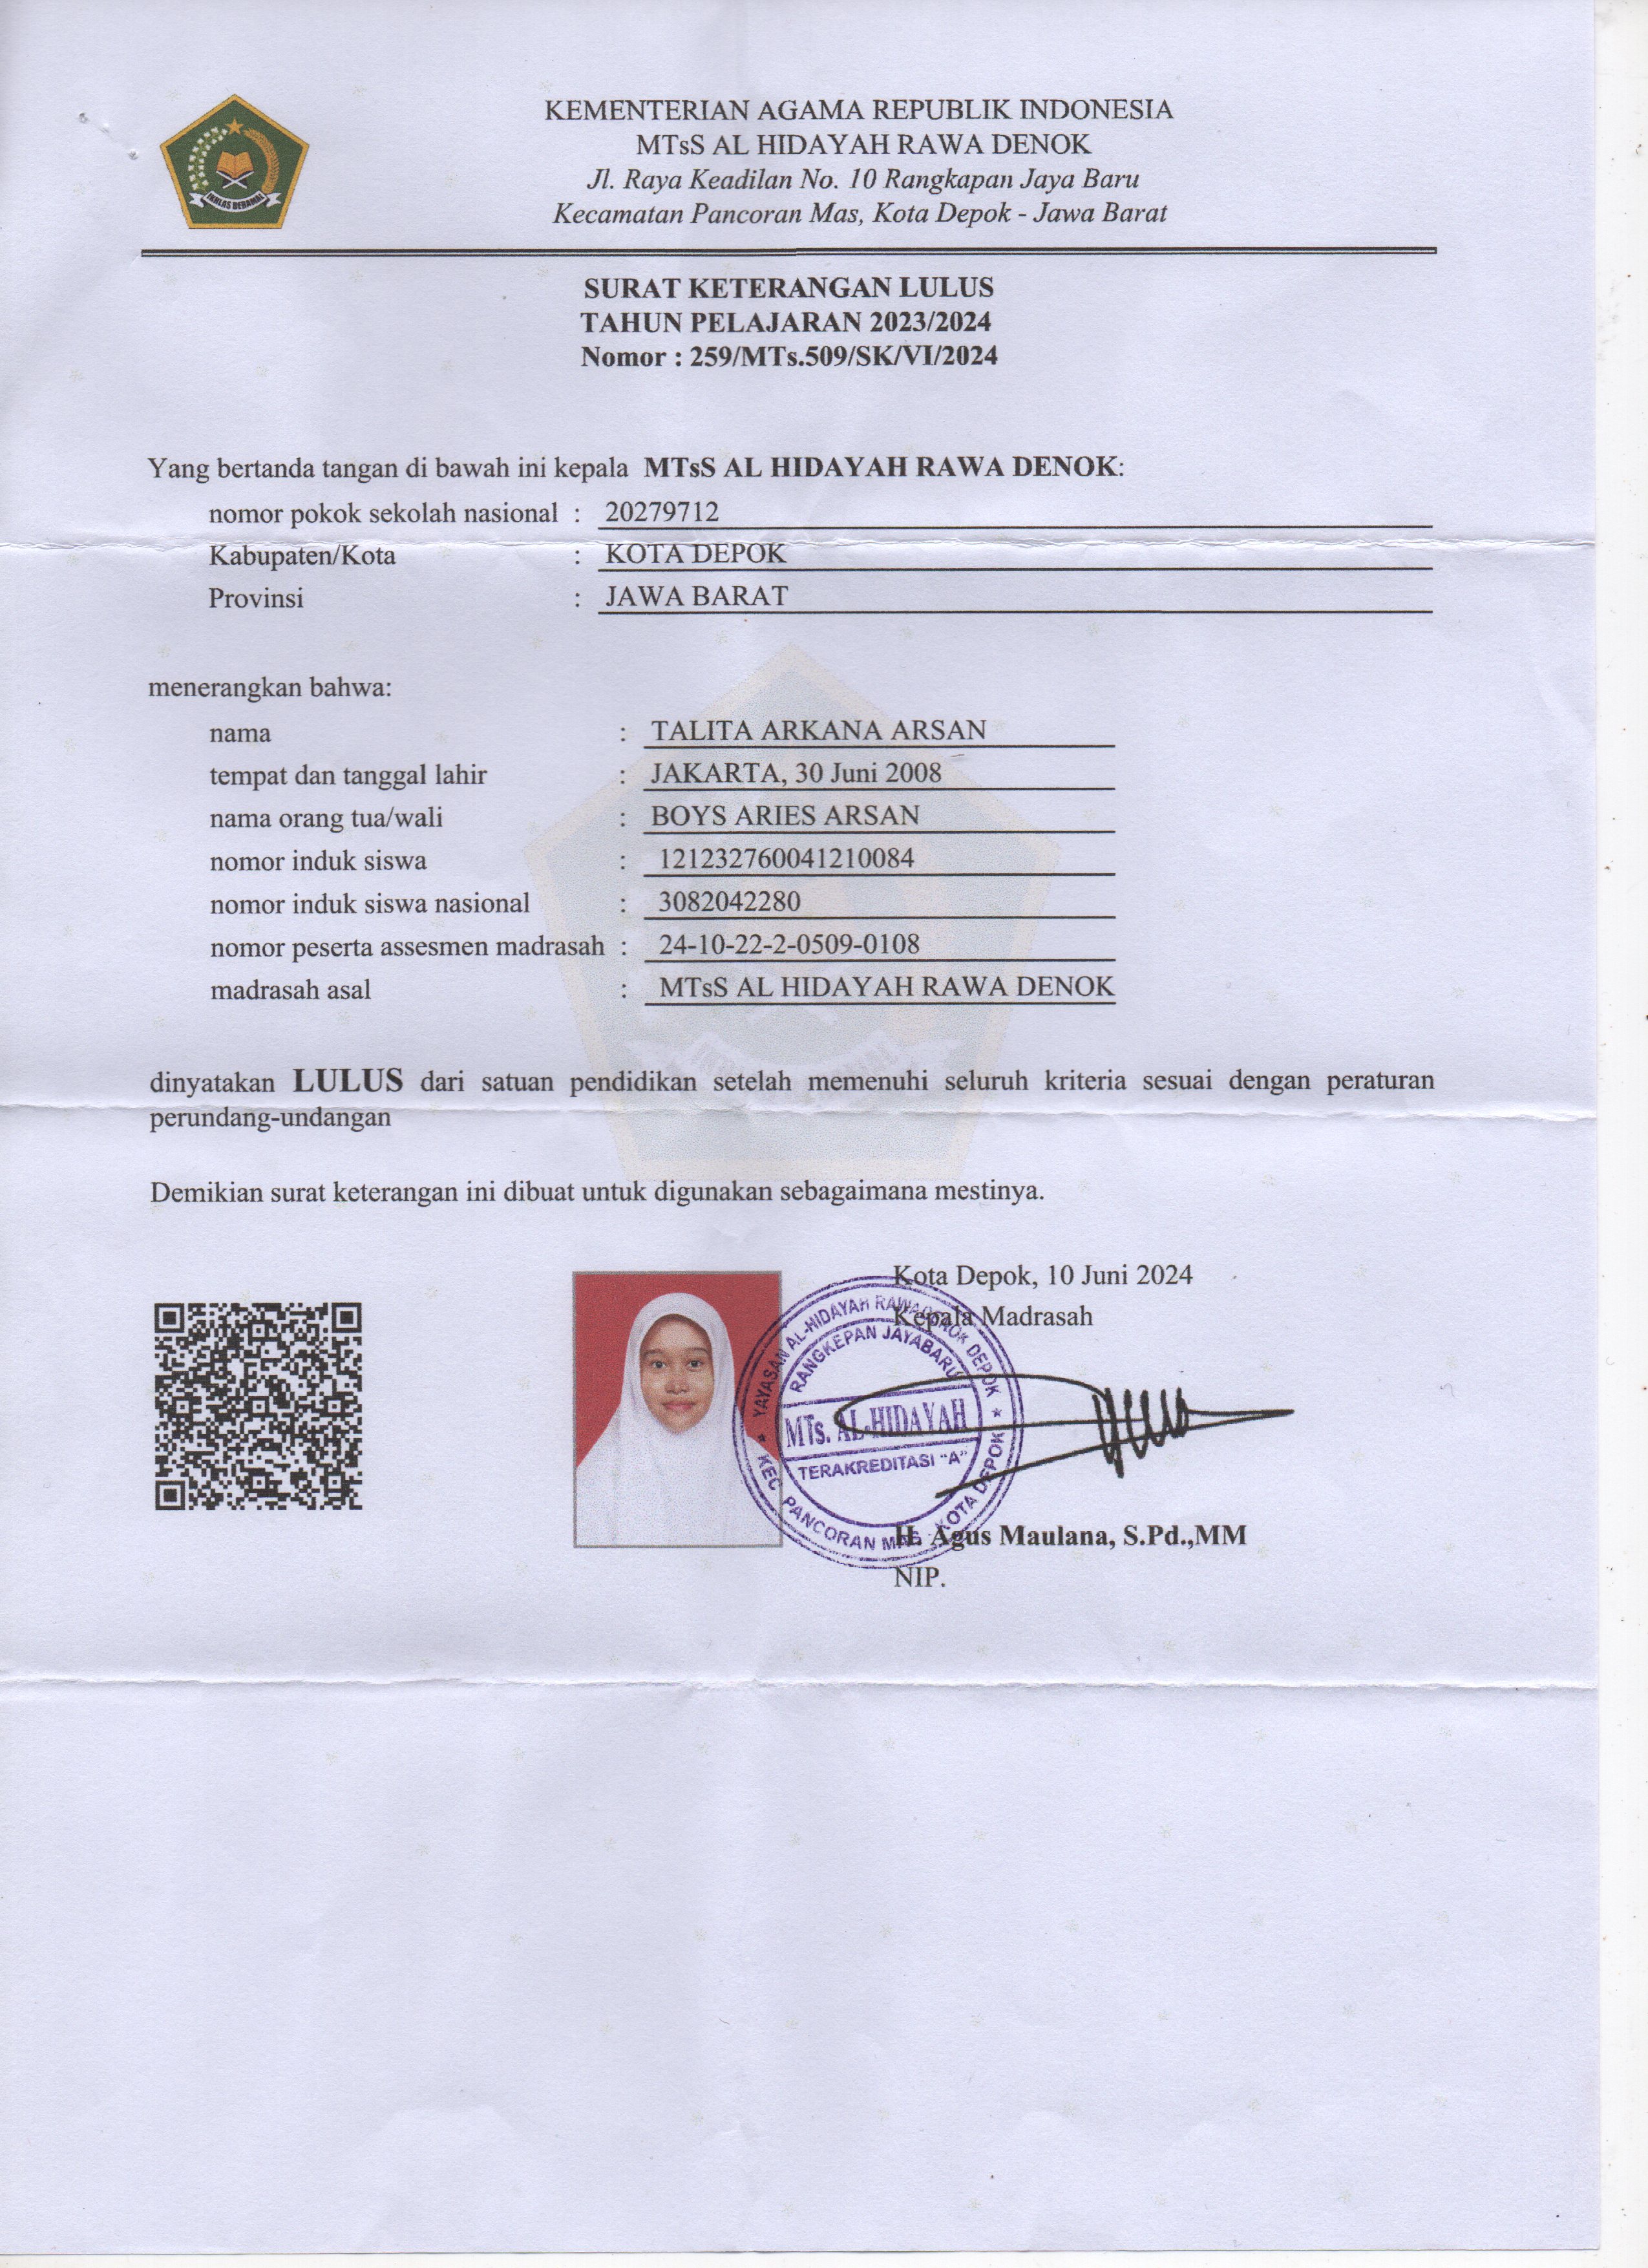 KEMENTERIAN AGAMA REPUBLIK INDONESIA
MTsS AL HIDAYAH RAWA DENOK
Jl. Raya Keadilan No. 10 Rangkapan Jaya Baru
Kecamatan Pancoran Mas, Kota Depok - Jawa Barat
IKHLAS BERAMAL
SURAT KETERANGAN LULUS
TAHUN PELAJARAN 2023/2024
Nomor : 259/MTs.509/SK/VI/2024
Yang bertanda tangan di bawah ini kepala MTsS AL HIDAYAH RAWA DENOK:
nomor pokok sekolah nasional : 20279712
Kabupaten/Kota : KOTA DEPOK
Provinsi : JAWA BARAT
menerangkan bahwa:
nama : TALITA ARKANA ARSAN
tempat dan tanggal lahir : JAKARTA, 30 Juni 2008
nama orang tua/wali : BOYS ARIES ARSAN
nomor induk siswa : 121232760041210084
nomor induk siswa nasional : 3082042280
nomor peserta assesmen madrasah : 24-10-22-2-0509-0108
madrasah asal : MTsS AL HIDAYAH RAWA DENOK
dinyatakan LULUS dari satuan pendidikan setelah memenuhi seluruh kriteria sesuai dengan peraturan
perundang-undangan
Demikian surat keterangan ini dibuat untuk digunakan sebagaimana mestinya.
Kota Depok, 10 Juni 2024
Kepala Madrasah
YAYASAN AL-HIDAYAH RAWADENOK DEPOK
RANGKEPAN JAYABARU
MTs. AL-HIDAYAH
TERAKREDITASI "A"
KEC. PANCORAN MAS - KOTA DEPOK
H. Agus Maulana, S.Pd.,MM
NIP.